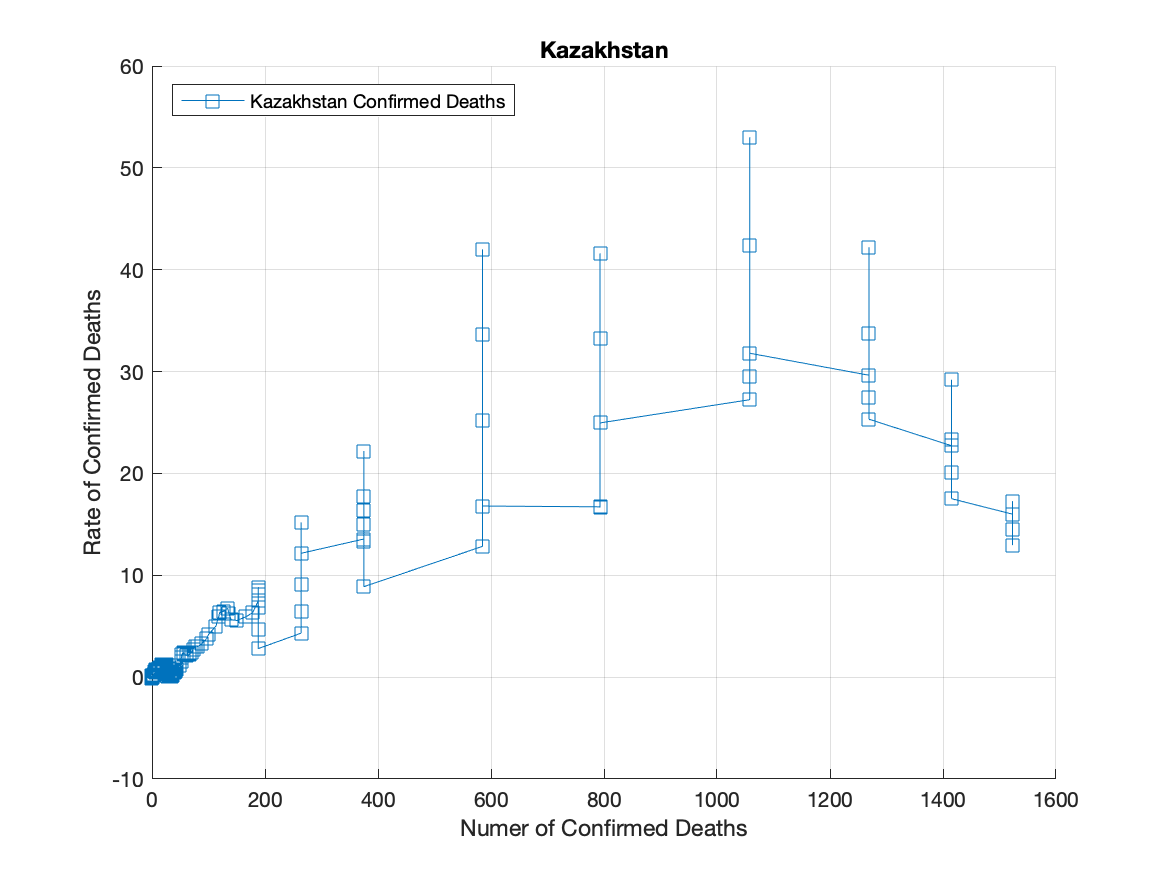 Kazakhstan
Kazakhstan Confirmed Deaths
60
50
40
30
20
10
0
-10
Rate of Confirmed Deaths
0 200 400 600 800 1000 1200 1400 1600
Numer of Confirmed Deaths